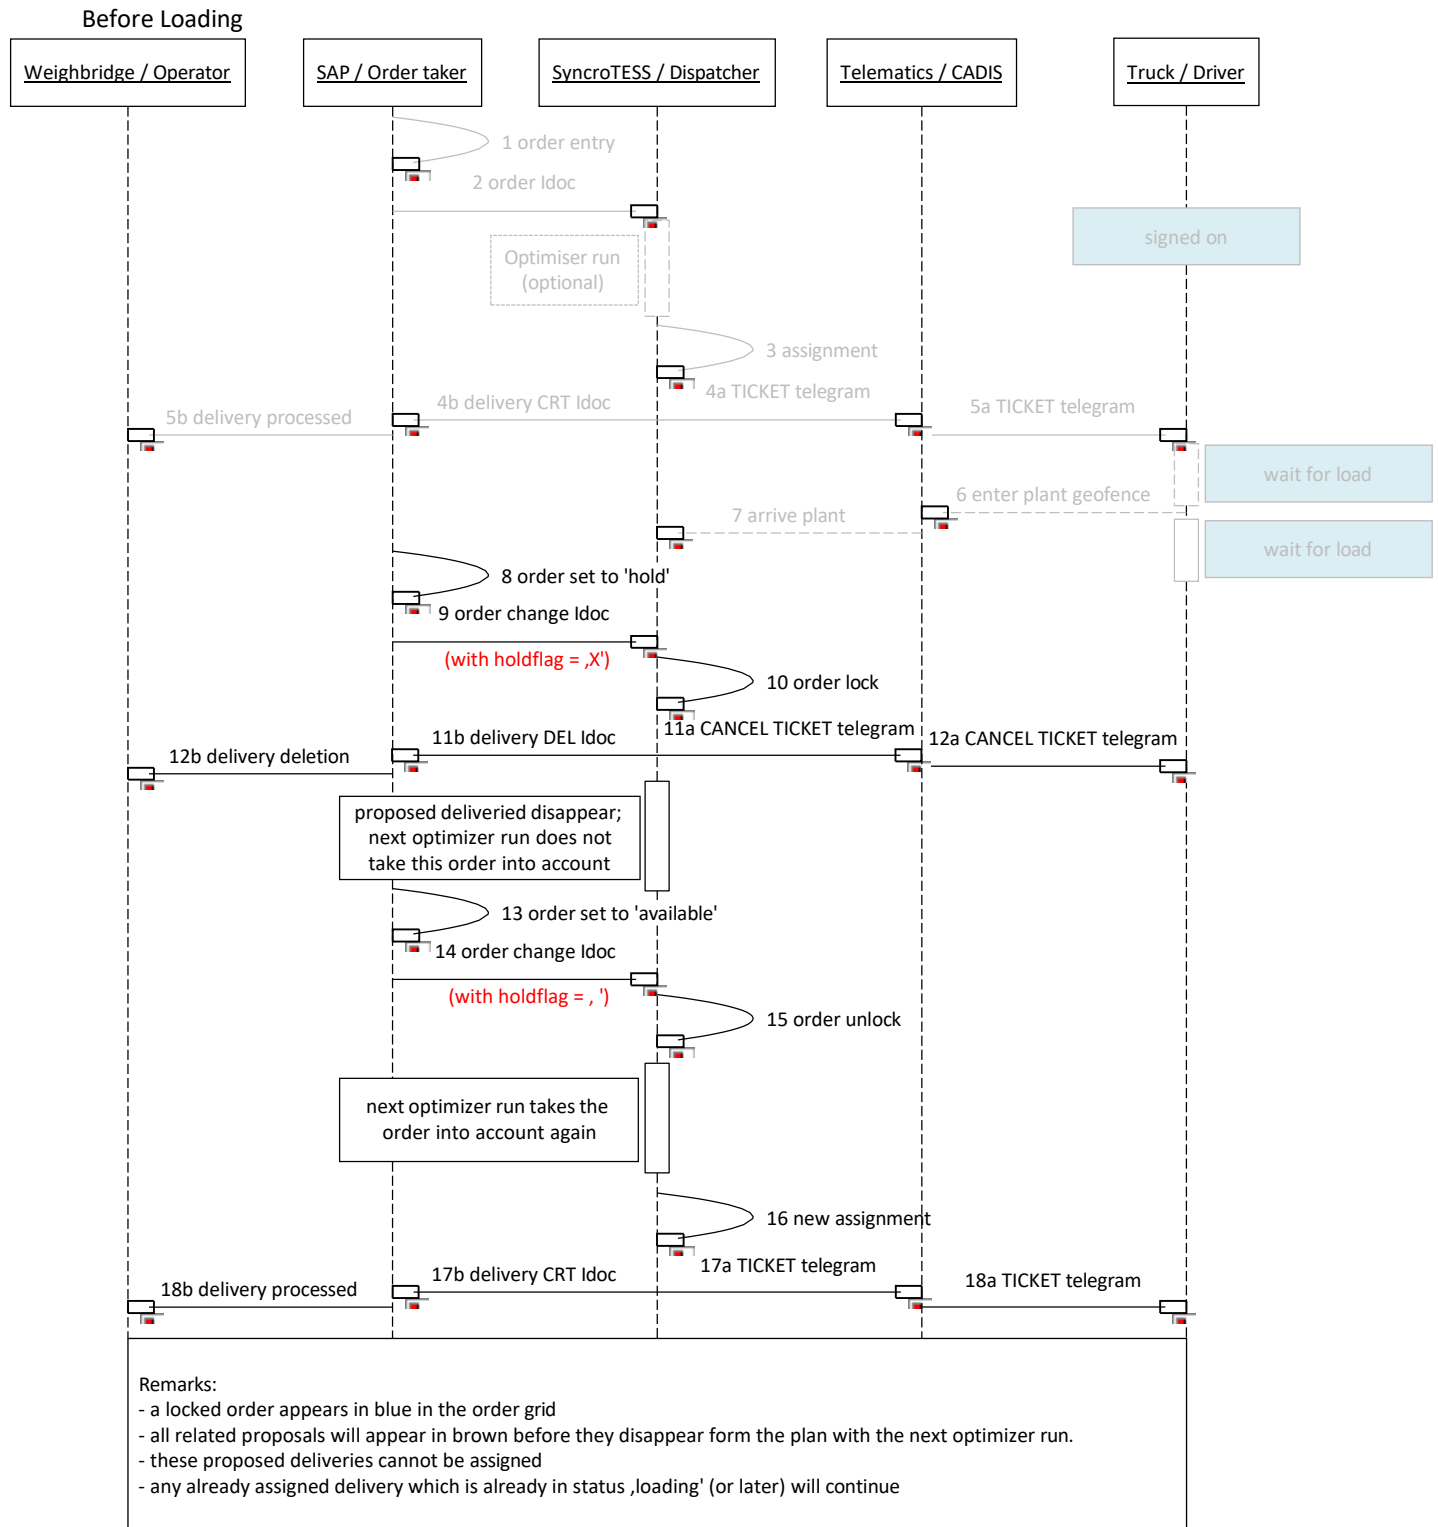 Before Loading
Weighbridge / Operator
SAP / Order taker
SyncroTESS / Dispatcher
Telematics / CADIS
Truck / Driver
1 order entry
2 order Idoc
signed on
Optimiser run
(optional)
3 assignment
4a TICKET telegram
4b delivery CRT Idoc
5a TICKET telegram
5b delivery processed
wait for load
6 enter plant geofence
7 arrive plant
wait for load
8 order set to 'hold'
9 order change Idoc
(with holdflag = ,X')
10 order lock
11a CANCEL TICKET telegram
11b delivery DEL Idoc
12a CANCEL TICKET telegram
12b delivery deletion
proposed deliveried disappear;
next optimizer run does not
take this order into account
13 order set to 'available'
14 order change Idoc
(with holdflag = , ')
15 order unlock
next optimizer run takes the
order into account again
16 new assignment
17a TICKET telegram
17b delivery CRT Idoc
18a TICKET telegram
18b delivery processed
Remarks:
- a locked order appears in blue in the order grid
- all related proposals will appear in brown before they disappear form the plan with the next optimizer run.
- these proposed deliveries cannot be assigned
- any already assigned delivery which is already in status ,loading' (or later) will continue